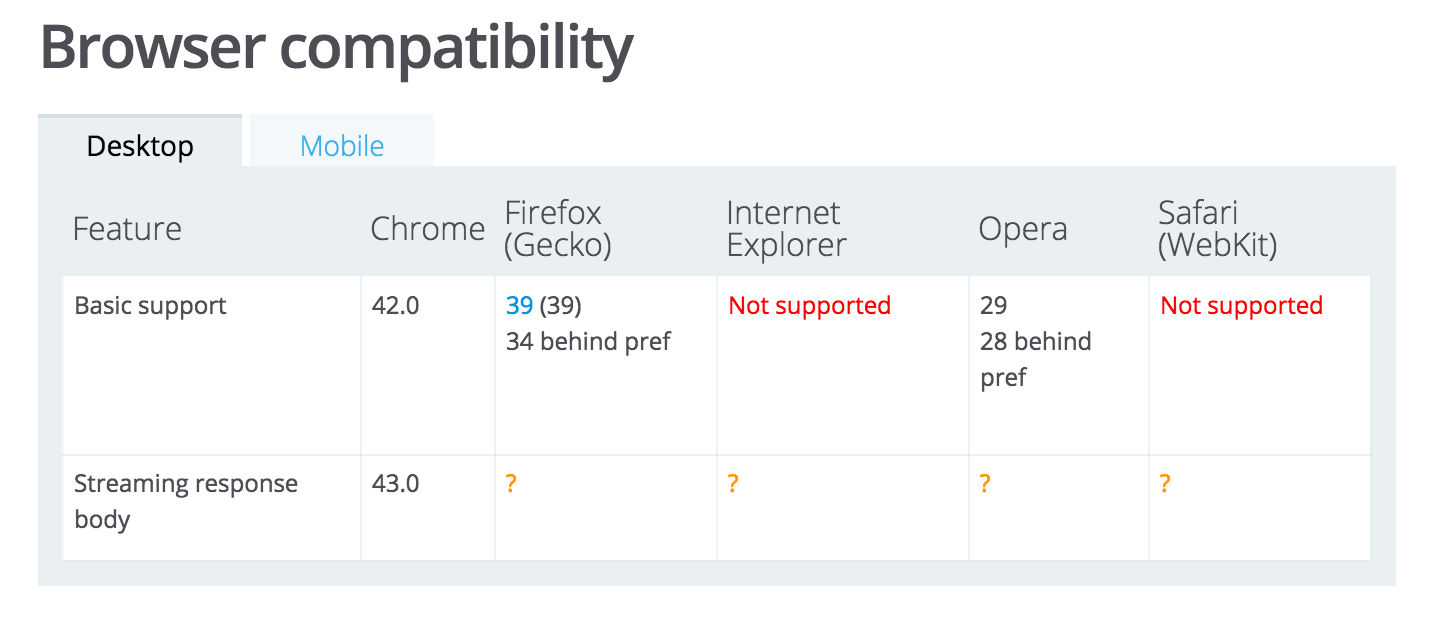 Browser compatibility
Desktop Mobile
Feature Chrome Firefox (Gecko) Internet Explorer Opera Safari (WebKit)
Basic support 42.0 39 (39) Not supported 29 Not supported
34 behind pref 28 behind
pref
Streaming response 43.0 ? ? ? ?
body